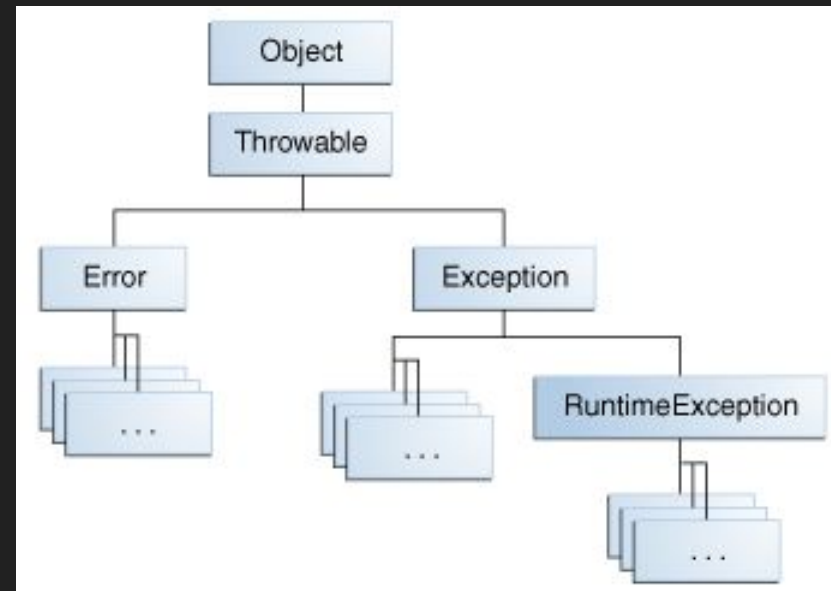 Object
Throwable
Error
Exception
RuntimeException
...
...
...